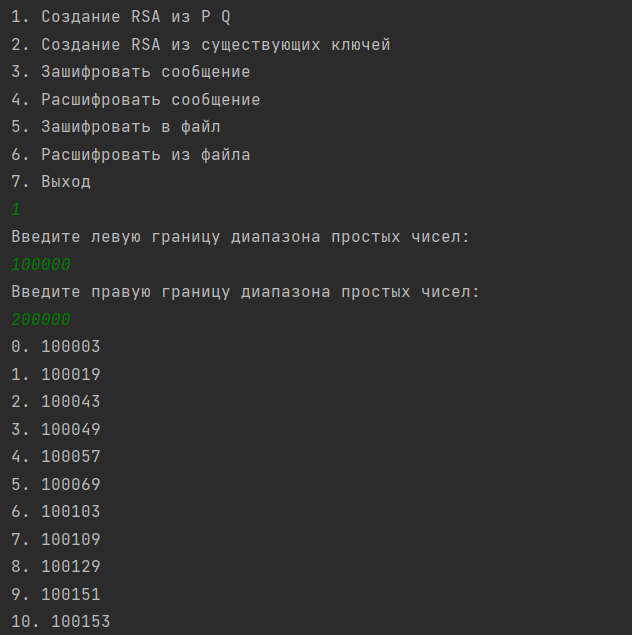 1. Создание RSA из P Q
2. Создание RSA из существующих ключей
3. Зашифровать сообщение
4. Расшифровать сообщение
5. Зашифровать в файл
6. Расшифровать из файла
7. Выход
1
Введите левую границу диапазона простых чисел:
100000
Введите правую границу диапазона простых чисел:
200000
0. 100003
1. 100019
2. 100043
3. 100049
4. 100057
5. 100069
6. 100103
7. 100109
8. 100129
9. 100151
10. 100153